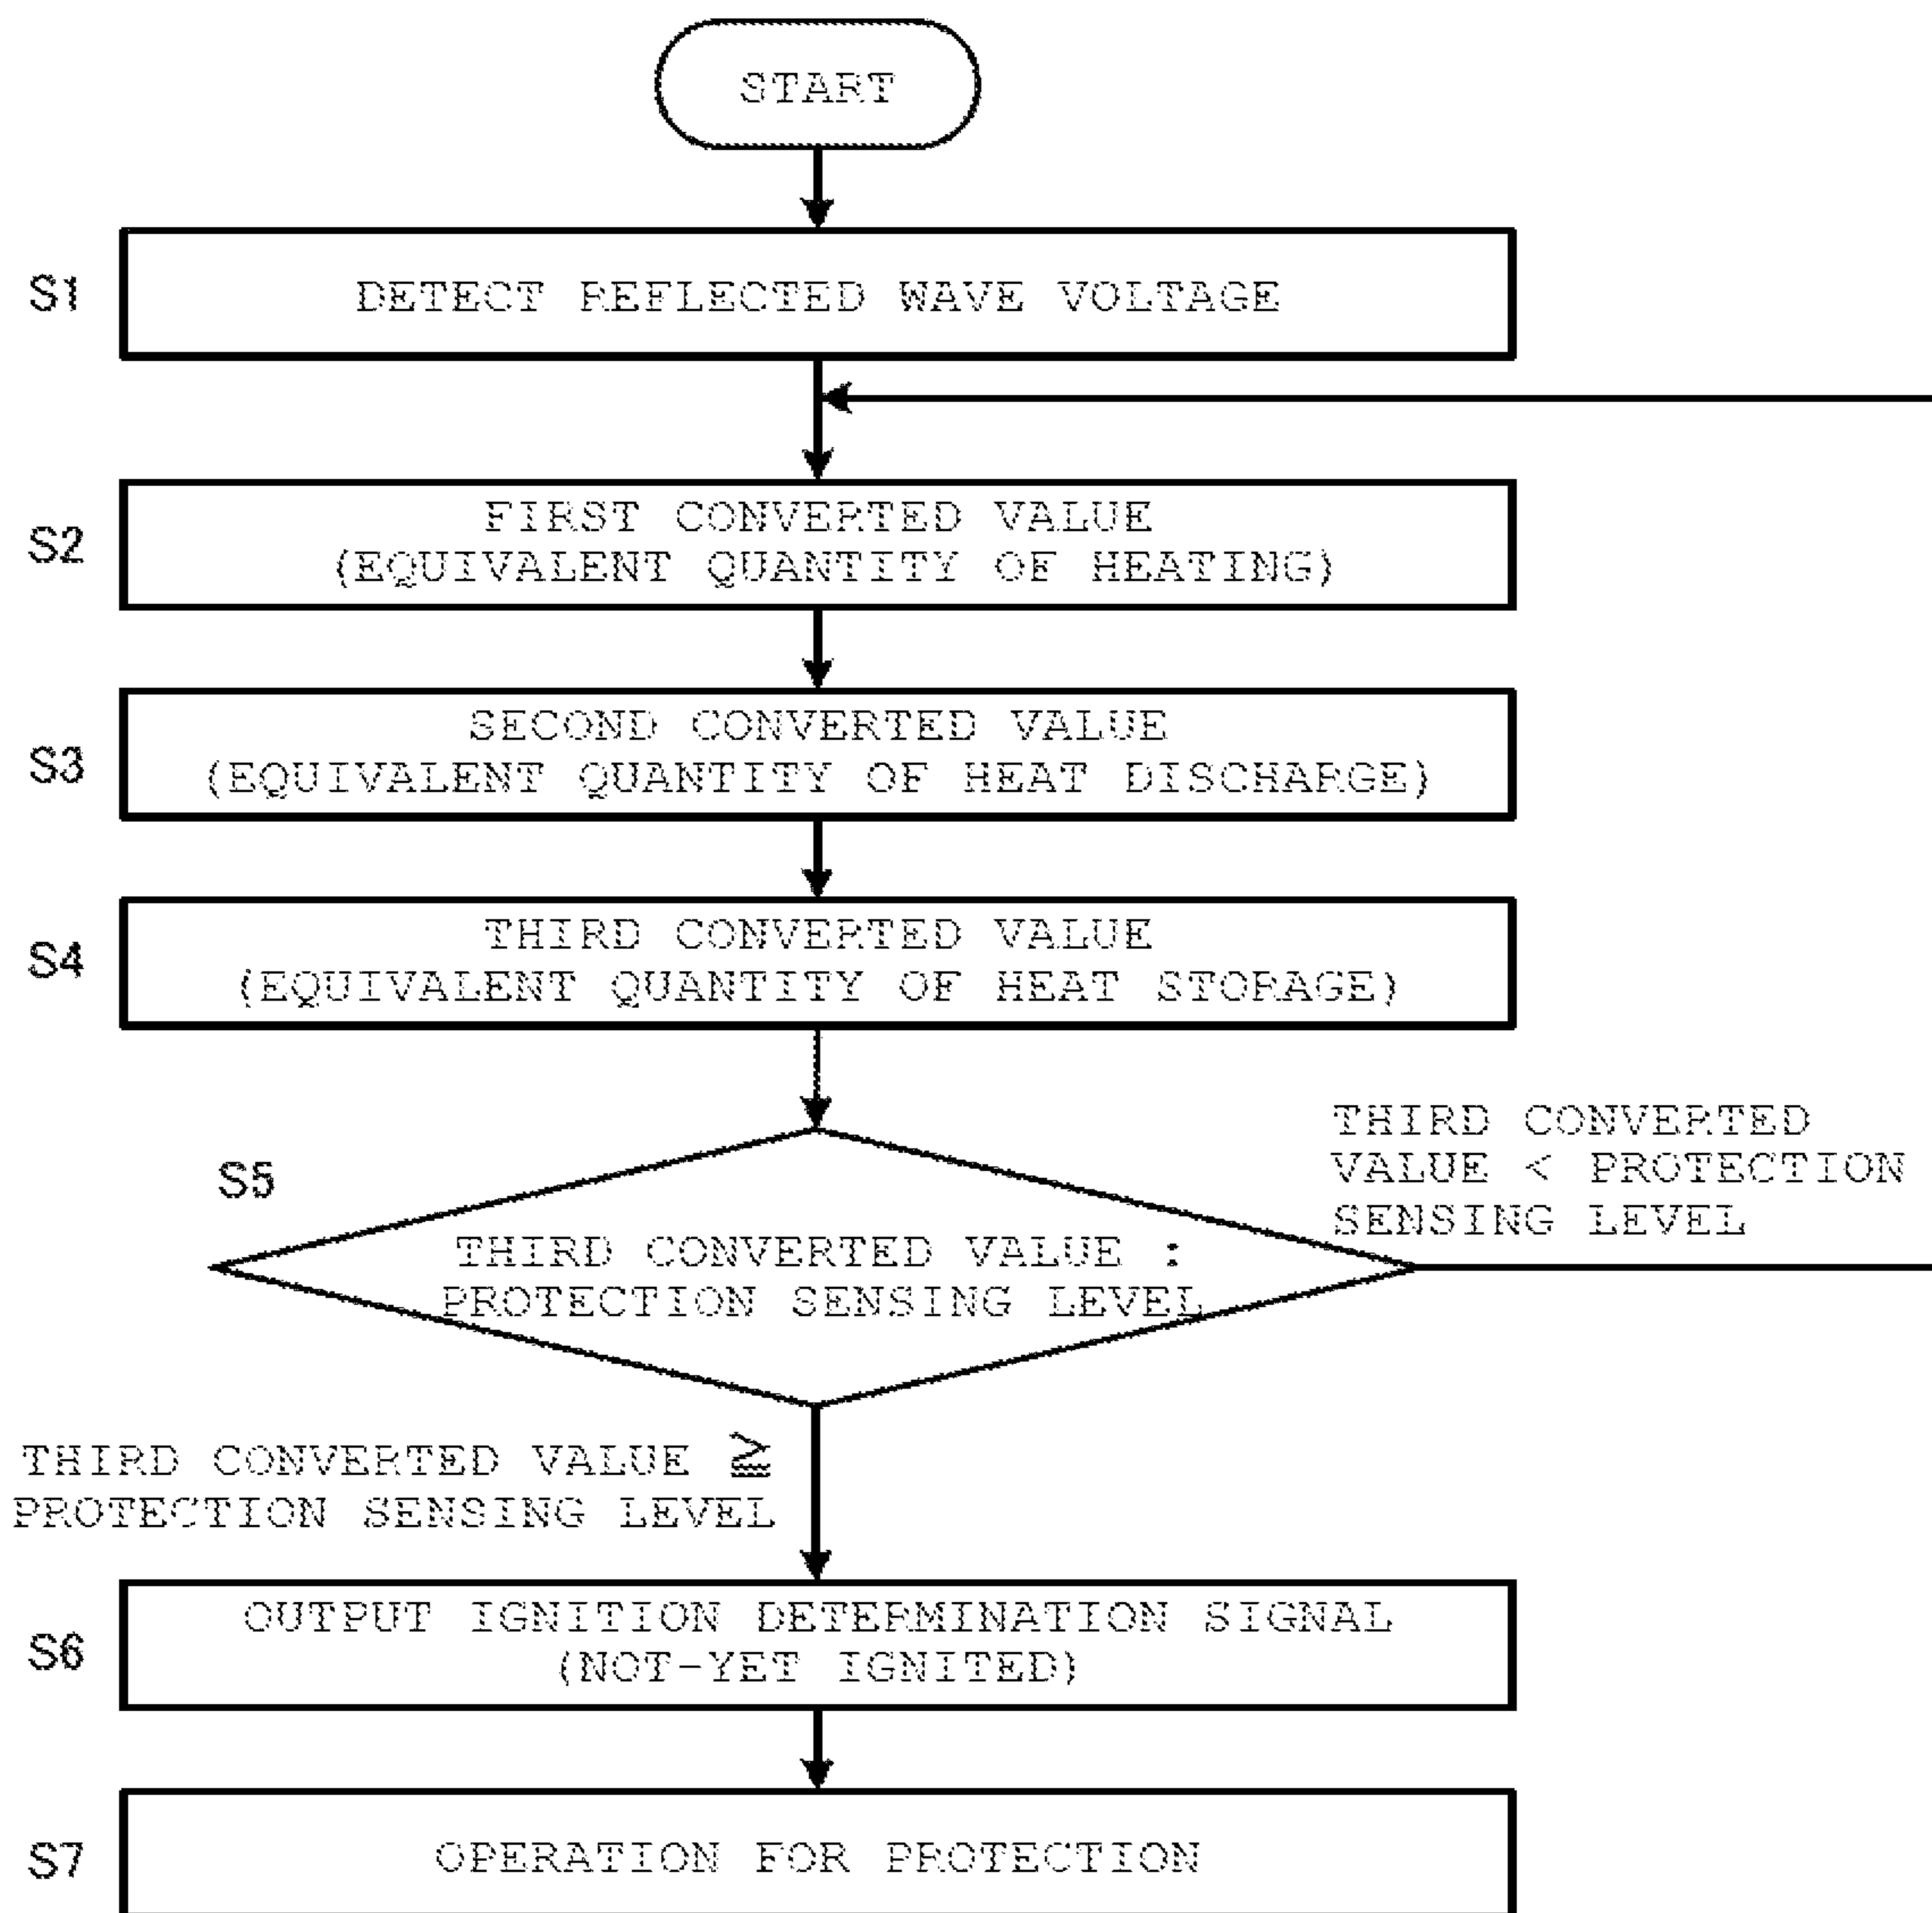 START
S1
DETECT REFLECTED WAVE VOLTAGE
S2
FIRST CONVERTED VALUE
(EQUIVALENT QUANTITY OF HEATING)
S3
SECOND CONVERTED VALUE
(EQUIVALENT QUANTITY OF HEAT DISCHARGE)
S4
THIRD CONVERTED VALUE
(EQUIVALENT QUANTITY OF HEAT STORAGE)
S5
THIRD CONVERTED VALUE :
PROTECTION SENSING LEVEL
THIRD CONVERTED
VALUE < PROTECTION
SENSING LEVEL
THIRD CONVERTED VALUE ≧
PROTECTION SENSING LEVEL
S6
OUTPUT IGNITION DETERMINATION SIGNAL
(NOT-YET IGNITED)
S7
OPERATION FOR PROTECTION